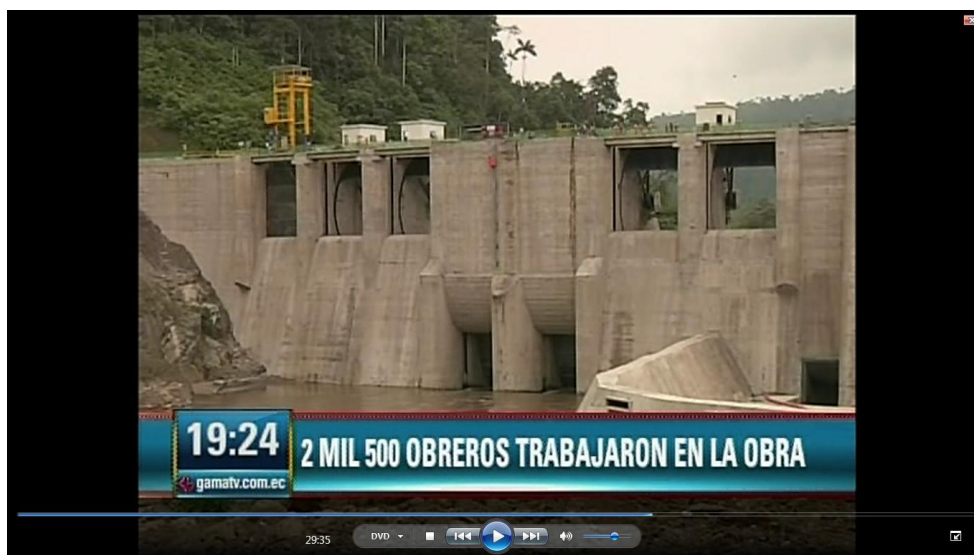 19:24
2 MIL 500 OBREROS TRABAJARON EN LA OBRA
gamatv.com.ec
29:35
DVD